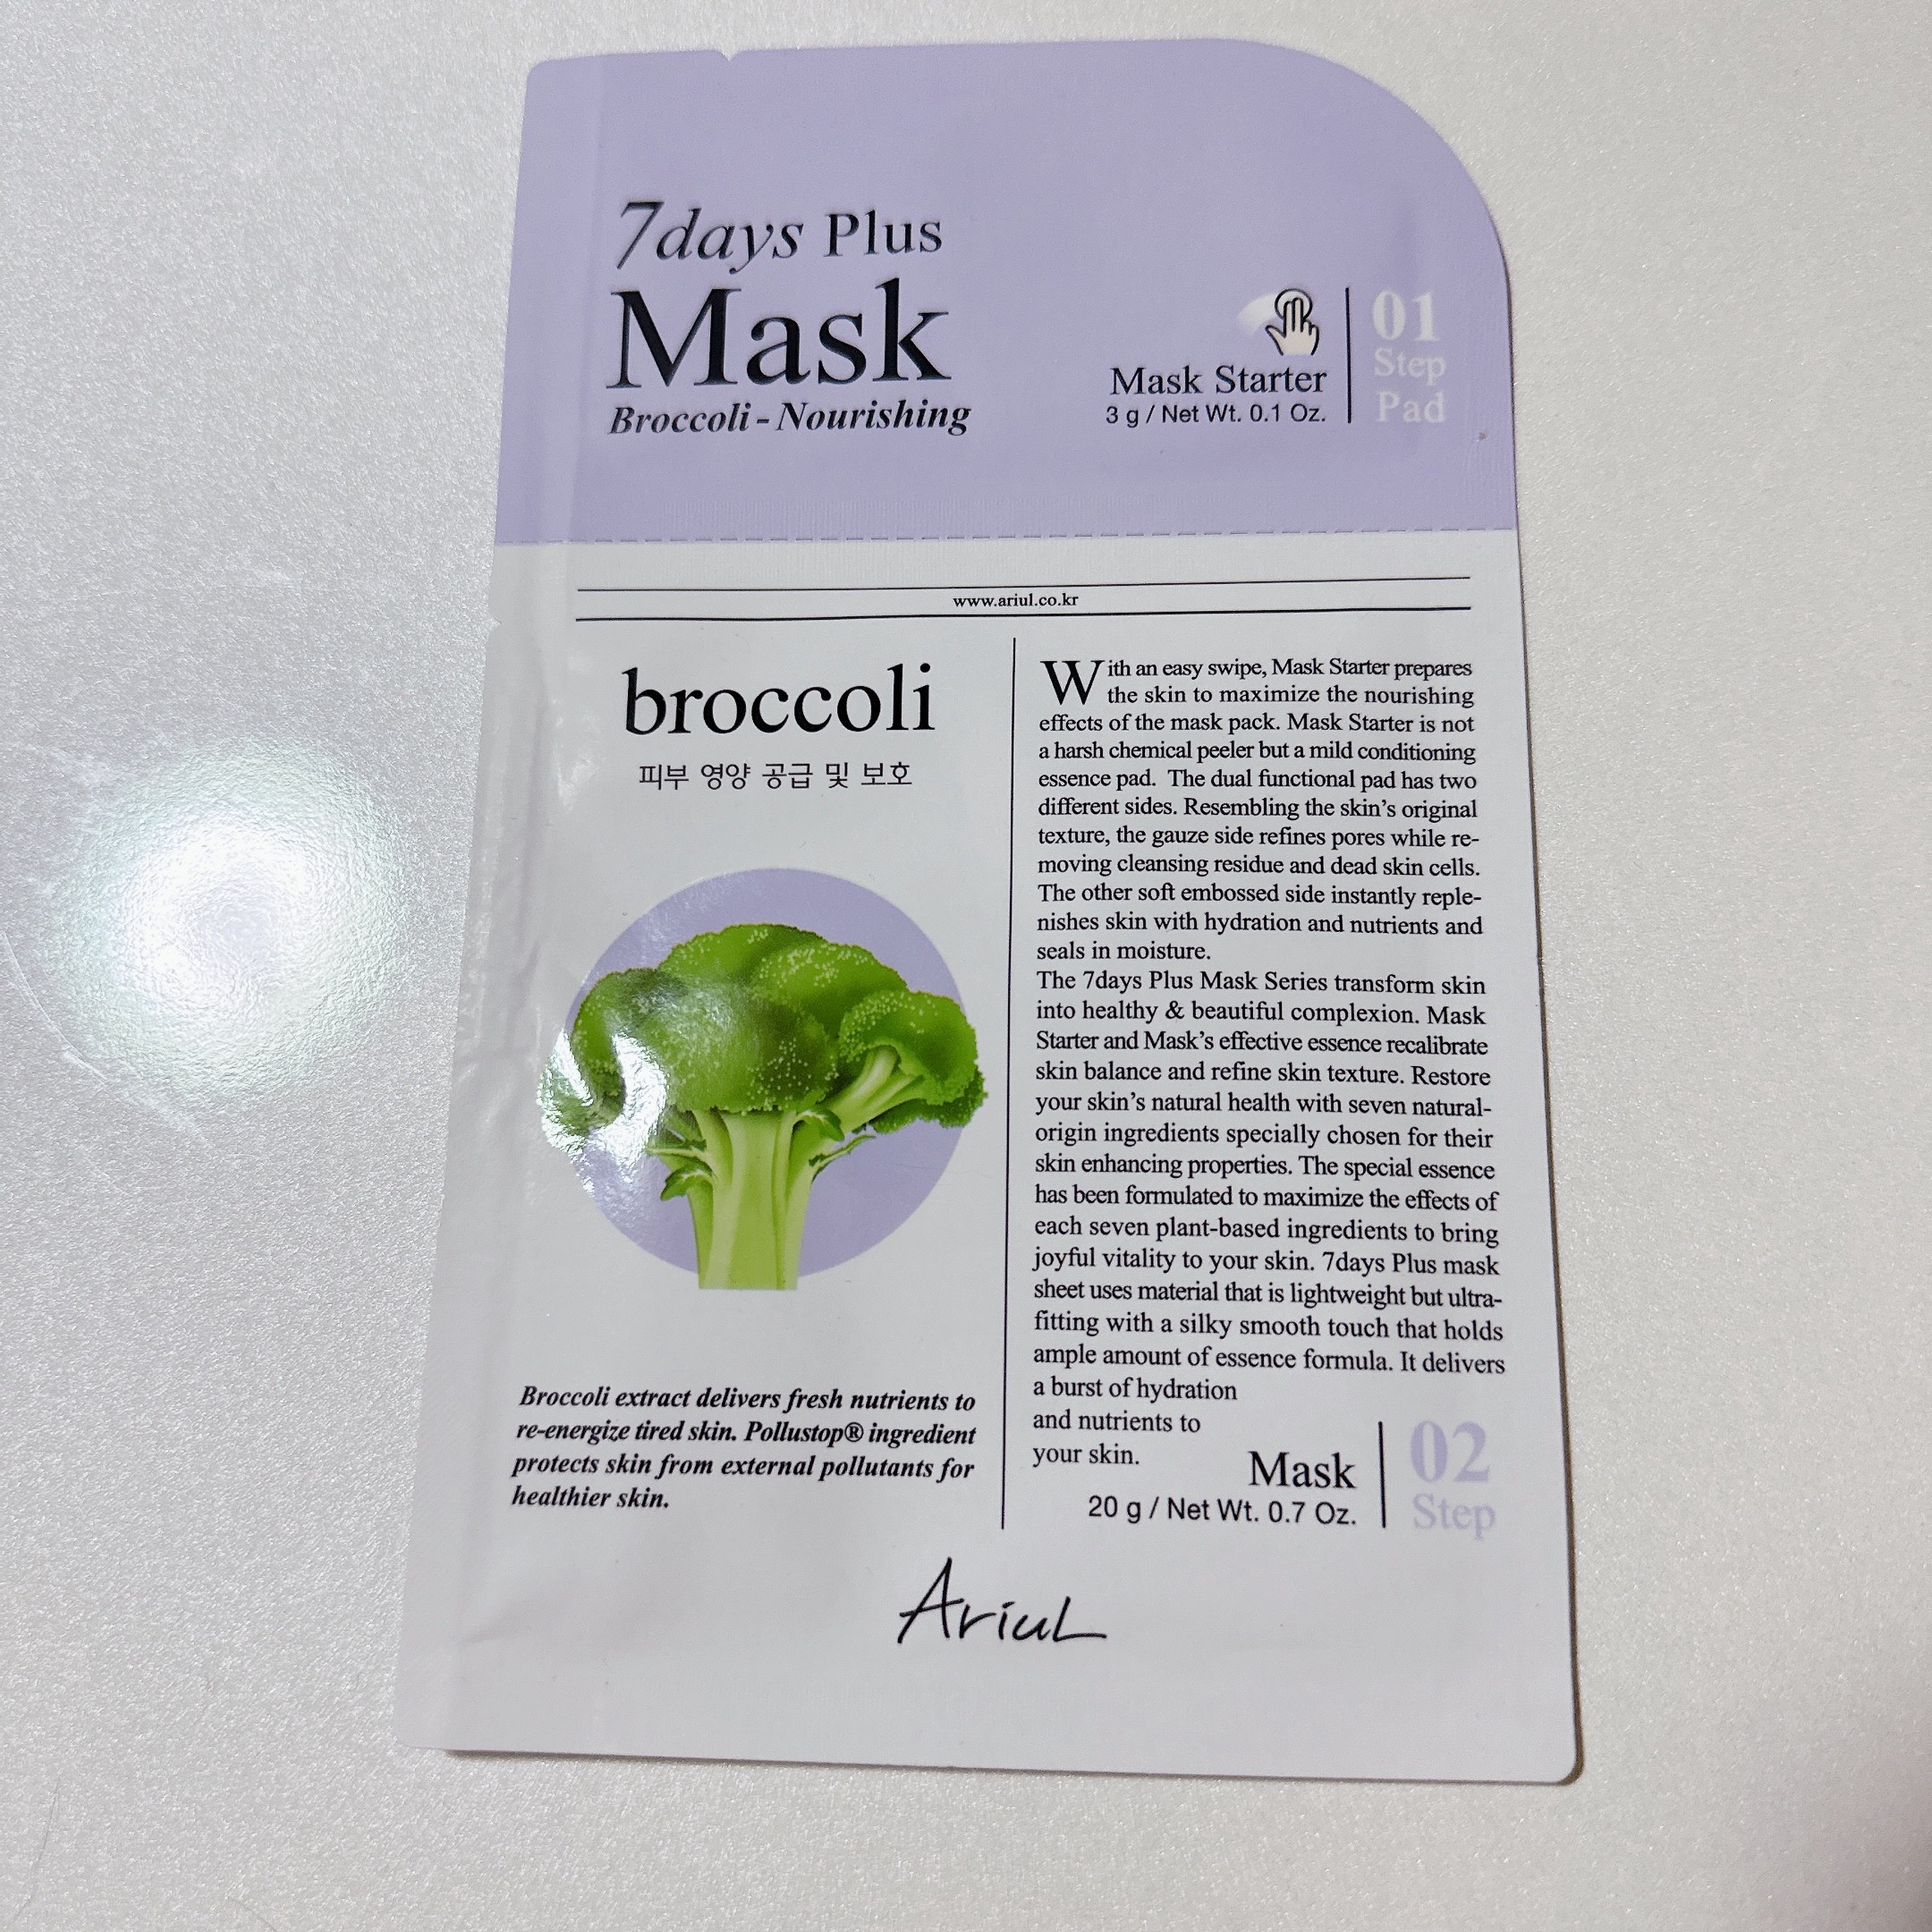 7days Plus
Mask
Broccoli - Nourishing
Mask Starter
3 g / Net Wt. 0.1 Oz.
01
Step
Pad
www.ariul.co.kr
broccoli
피부 영양 공급 및 보호
Broccoli extract delivers fresh nutrients to
re-energize tired skin. Pollustop® ingredient
protects skin from external pollutants for
healthier skin.
With an easy swipe, Mask Starter prepares
the skin to maximize the nourishing
effects of the mask pack. Mask Starter is not
a harsh chemical peeler but a mild conditioning
essence pad. The dual functional pad has two
different sides. Resembling the skin's original
texture, the gauze side refines pores while re-
moving cleansing residue and dead skin cells.
The other soft embossed side instantly reple-
nishes skin with hydration and nutrients and
seals in moisture.
The 7days Plus Mask Series transform skin
into healthy & beautiful complexion. Mask
Starter and Mask's effective essence recalibrate
skin balance and refine skin texture. Restore
your skin's natural health with seven natural-
origin ingredients specially chosen for their
skin enhancing properties. The special essence
has been formulated to maximize the effects of
each seven plant-based ingredients to bring
joyful vitality to your skin. 7days Plus mask
sheet uses material that is lightweight but ultra-
fitting with a silky smooth touch that holds
ample amount of essence formula. It delivers
a burst of hydration
and nutrients to
your skin.
Mask
20 g / Net Wt. 0.7 Oz.
02
Step
Ariul